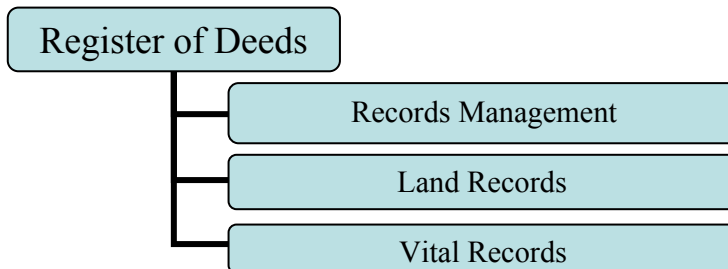 Register of Deeds
Records Management
Land Records
Vital Records